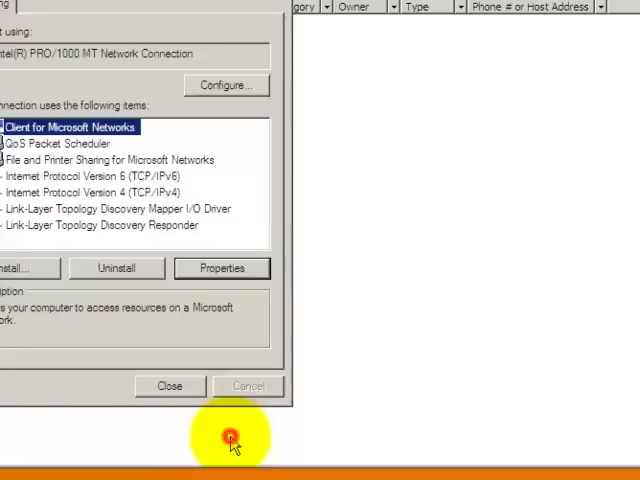 ng
gory Owner Type Phone # or Host Address
t using:
ntel(R) PRO/1000 MT Network Connection
Configure...
nnection uses the following items:
Client for Microsoft Networks
QoS Packet Scheduler
File and Printer Sharing for Microsoft Networks
Internet Protocol Version 6 (TCP/IPv6)
Internet Protocol Version 4 (TCP/IPv4)
Link-Layer Topology Discovery Mapper I/O Driver
Link-Layer Topology Discovery Responder
nstall... Uninstall Properties
ription
s your computer to access resources on a Microsoft
ork.
Close Cancel